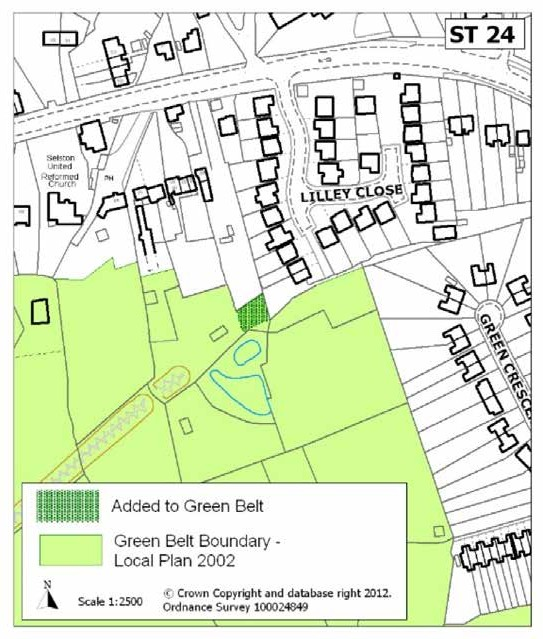 ST 24
Selston
United
Reformed
Church
PH
LILLEY CLOSE
GREEN CRESCE
Added to Green Belt
Green Belt Boundary -
Local Plan 2002
N
Scale 1:2500
© Crown Copyright and database right 2012.
Ordnance Survey 100024849